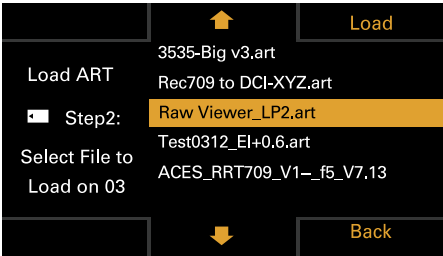 Load
Load ART
Step2:
Select File to
Load on 03
3535-Big v3.art
Rec709 to DCI-XYZ.art
Raw Viewer_LP2.art
Test0312_EI+0.6.art
ACES_RRT709_V1–_f5_V7.13
Back